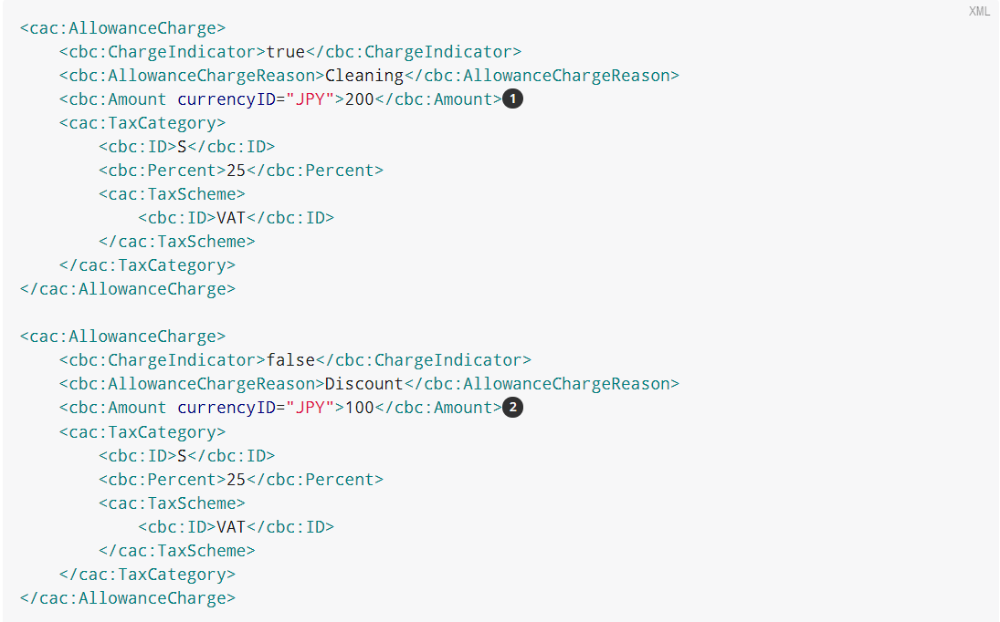 XML
<cac:AllowanceCharge>
    <cbc:ChargeIndicator>true</cbc:ChargeIndicator>
    <cbc:AllowanceChargeReason>Cleaning</cbc:AllowanceChargeReason>
    <cbc:Amount currencyID="JPY">200</cbc:Amount>1
    <cac:TaxCategory>
        <cbc:ID>S</cbc:ID>
        <cbc:Percent>25</cbc:Percent>
        <cac:TaxScheme>
            <cbc:ID>VAT</cbc:ID>
        </cac:TaxScheme>
    </cac:TaxCategory>
</cac:AllowanceCharge>
<cac:AllowanceCharge>
    <cbc:ChargeIndicator>false</cbc:ChargeIndicator>
    <cbc:AllowanceChargeReason>Discount</cbc:AllowanceChargeReason>
    <cbc:Amount currencyID="JPY">100</cbc:Amount>2
    <cac:TaxCategory>
        <cbc:ID>S</cbc:ID>
        <cbc:Percent>25</cbc:Percent>
        <cac:TaxScheme>
            <cbc:ID>VAT</cbc:ID>
        </cac:TaxScheme>
    </cac:TaxCategory>
</cac:AllowanceCharge>